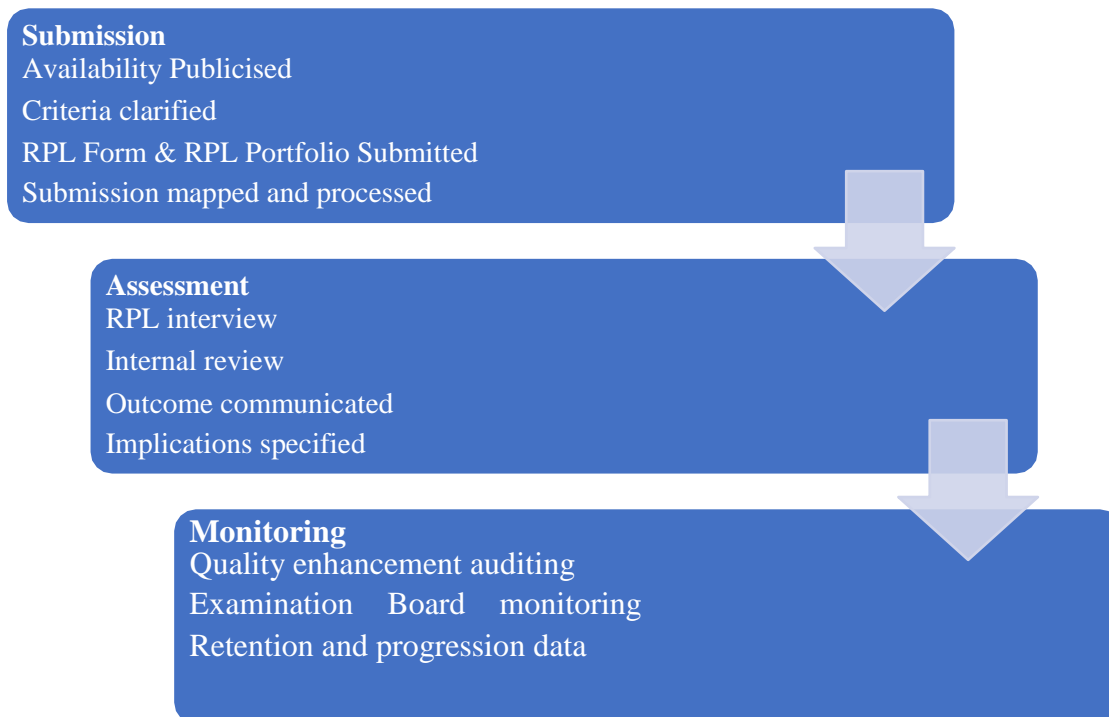 Submission
Availability Publicised
Criteria clarified
RPL Form & RPL Portfolio Submitted
Submission mapped and processed
Assessment
RPL interview
Internal review
Outcome communicated
Implications specified
Monitoring
Quality enhancement auditing
Examination Board monitoring
Retention and progression data